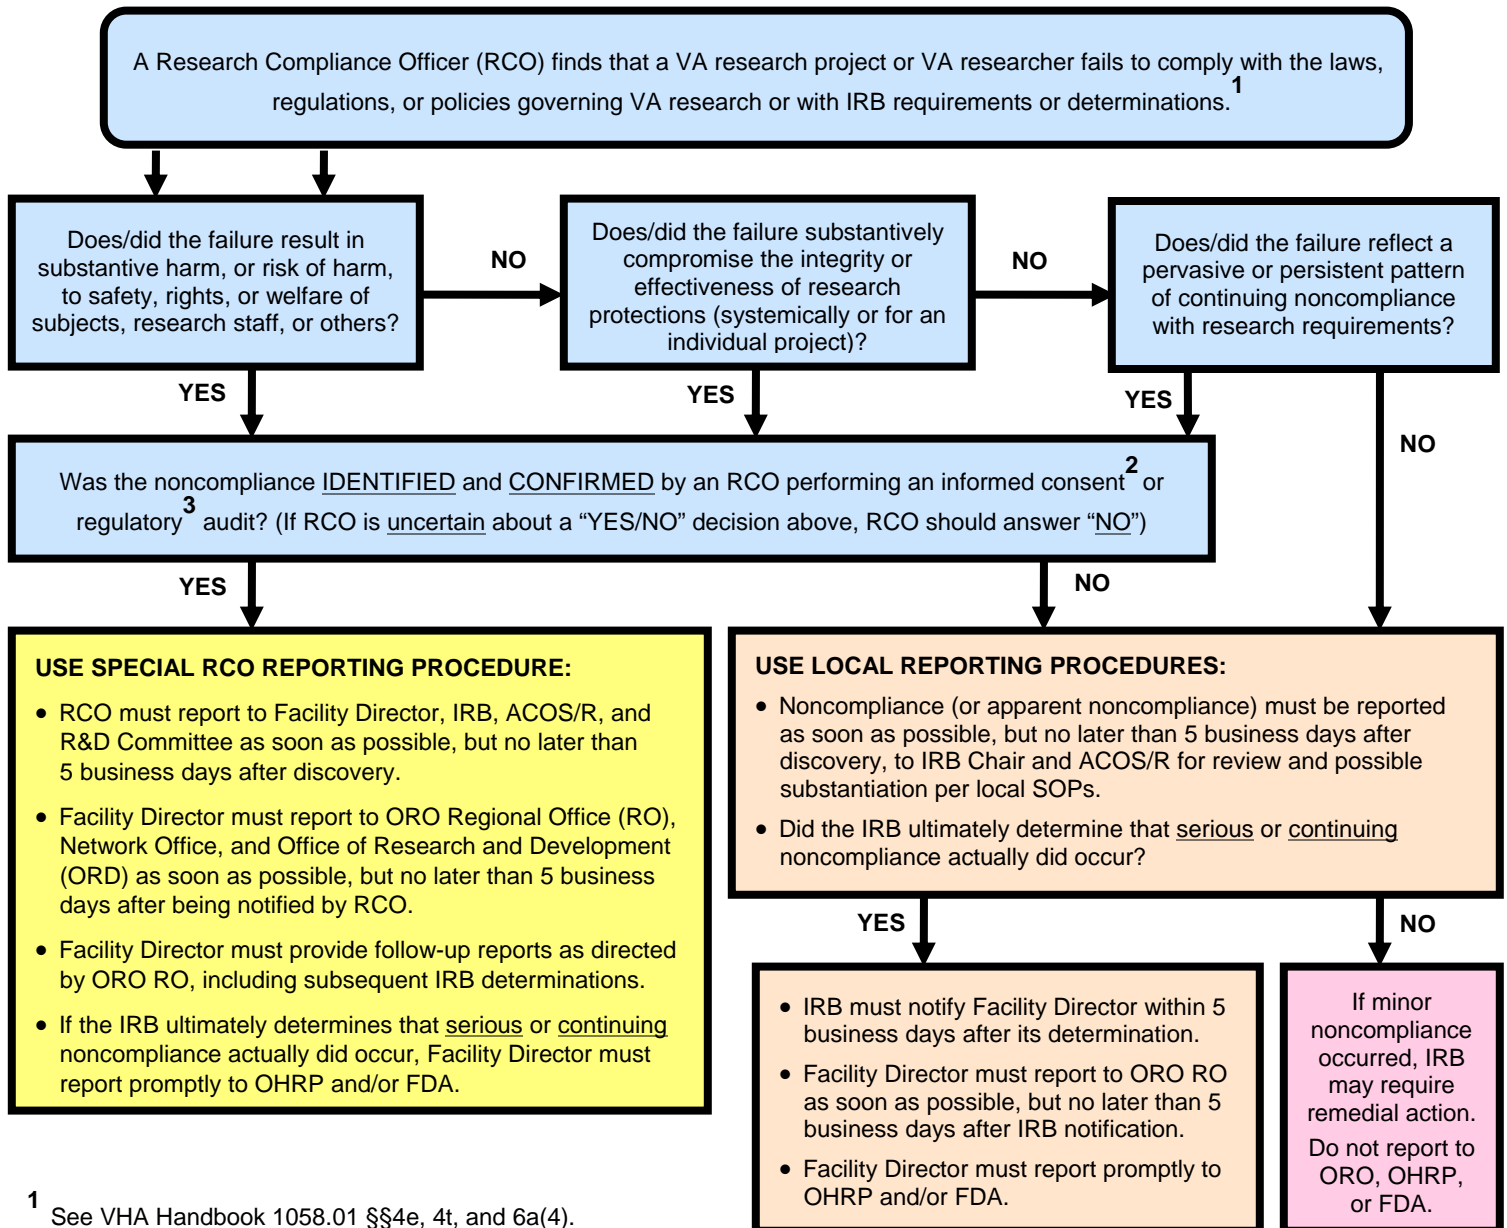 A Research Compliance Officer (RCO) finds that a VA research project or VA researcher fails to comply with the laws,
regulations, or policies governing VA research or with IRB requirements or determinations.1
Does/did the failure result in
substantive harm, or risk of harm,
to safety, rights, or welfare of
subjects, research staff, or others?
NO
Does/did the failure substantively
compromise the integrity or
effectiveness of research
protections (systemically or for an
individual project)?
NO
Does/did the failure reflect a
pervasive or persistent pattern
of continuing noncompliance
with research requirements?
YES
YES
YES
NO
Was the noncompliance IDENTIFIED and CONFIRMED by an RCO performing an informed consent2 or
regulatory3 audit? (If RCO is uncertain about a “YES/NO” decision above, RCO should answer “NO”)
YES
NO
USE SPECIAL RCO REPORTING PROCEDURE:
• RCO must report to Facility Director, IRB, ACOS/R, and
R&D Committee as soon as possible, but no later than
5 business days after discovery.
• Facility Director must report to ORO Regional Office (RO),
Network Office, and Office of Research and Development
(ORD) as soon as possible, but no later than 5 business
days after being notified by RCO.
• Facility Director must provide follow-up reports as directed
by ORO RO, including subsequent IRB determinations.
• If the IRB ultimately determines that serious or continuing
noncompliance actually did occur, Facility Director must
report promptly to OHRP and/or FDA.
USE LOCAL REPORTING PROCEDURES:
• Noncompliance (or apparent noncompliance) must be reported
as soon as possible, but no later than 5 business days after
discovery, to IRB Chair and ACOS/R for review and possible
substantiation per local SOPs.
• Did the IRB ultimately determine that serious or continuing
noncompliance actually did occur?
YES
NO
• IRB must notify Facility Director within 5
business days after its determination.
• Facility Director must report to ORO RO
as soon as possible, but no later than 5
business days after IRB notification.
• Facility Director must report promptly to
OHRP and/or FDA.
If minor
noncompliance
occurred, IRB
may require
remedial action.
Do not report to
ORO, OHRP,
or FDA.
1 See VHA Handbook 1058.01 §§4e, 4t, and 6a(4).